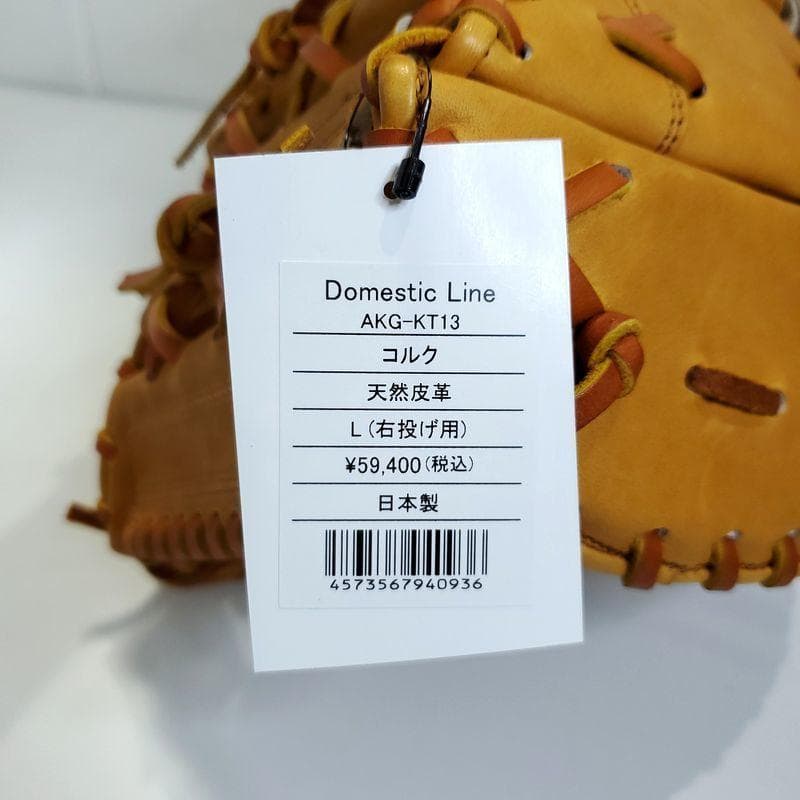 Domestic Line
AKG-KT13
コルク
天然皮革
L(右投げ用)
¥59,400(税込)
日本製
4573567940936